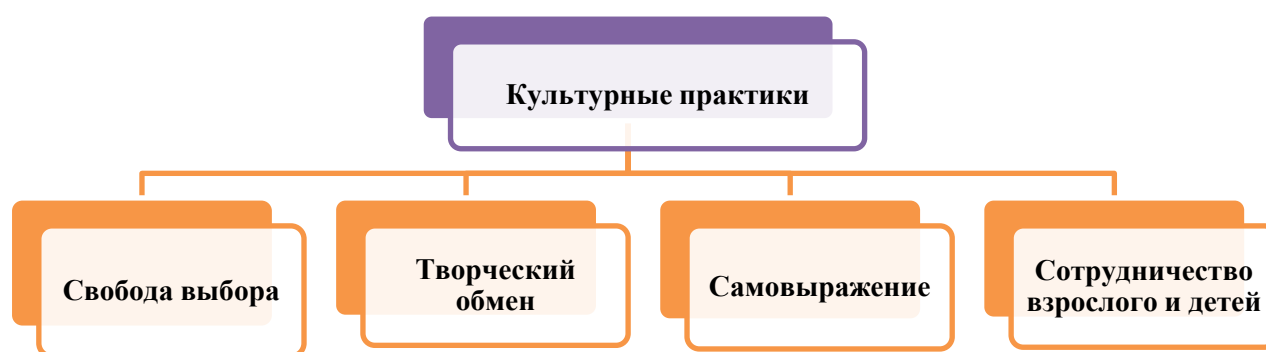 Культурные практики
Свобода выбора
Творческий
обмен
Самовыражение
Сотрудничество
взрослого и детей